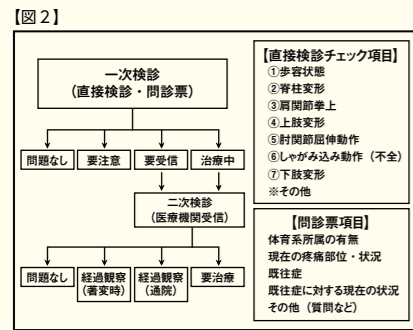 【図2】
一次検診
(直接検診・問診票)
問題なし
要注意
要受信
治療中
二次検診
(医療機関受信)
問題なし
経過観察
(著変時)
経過観察
(通院)
要治療
【直接検診チェック項目】
①歩容状態
②脊柱変形
③肩関節拳上
④上肢変形
⑤肘関節屈伸動作
⑥しゃがみ込み動作(不全)
⑦下肢変形
※その他
【問診票項目】
体育系所属の有無
現在の疼痛部位・状況
既往症
既往症に対する現在の状況
その他(質問など)